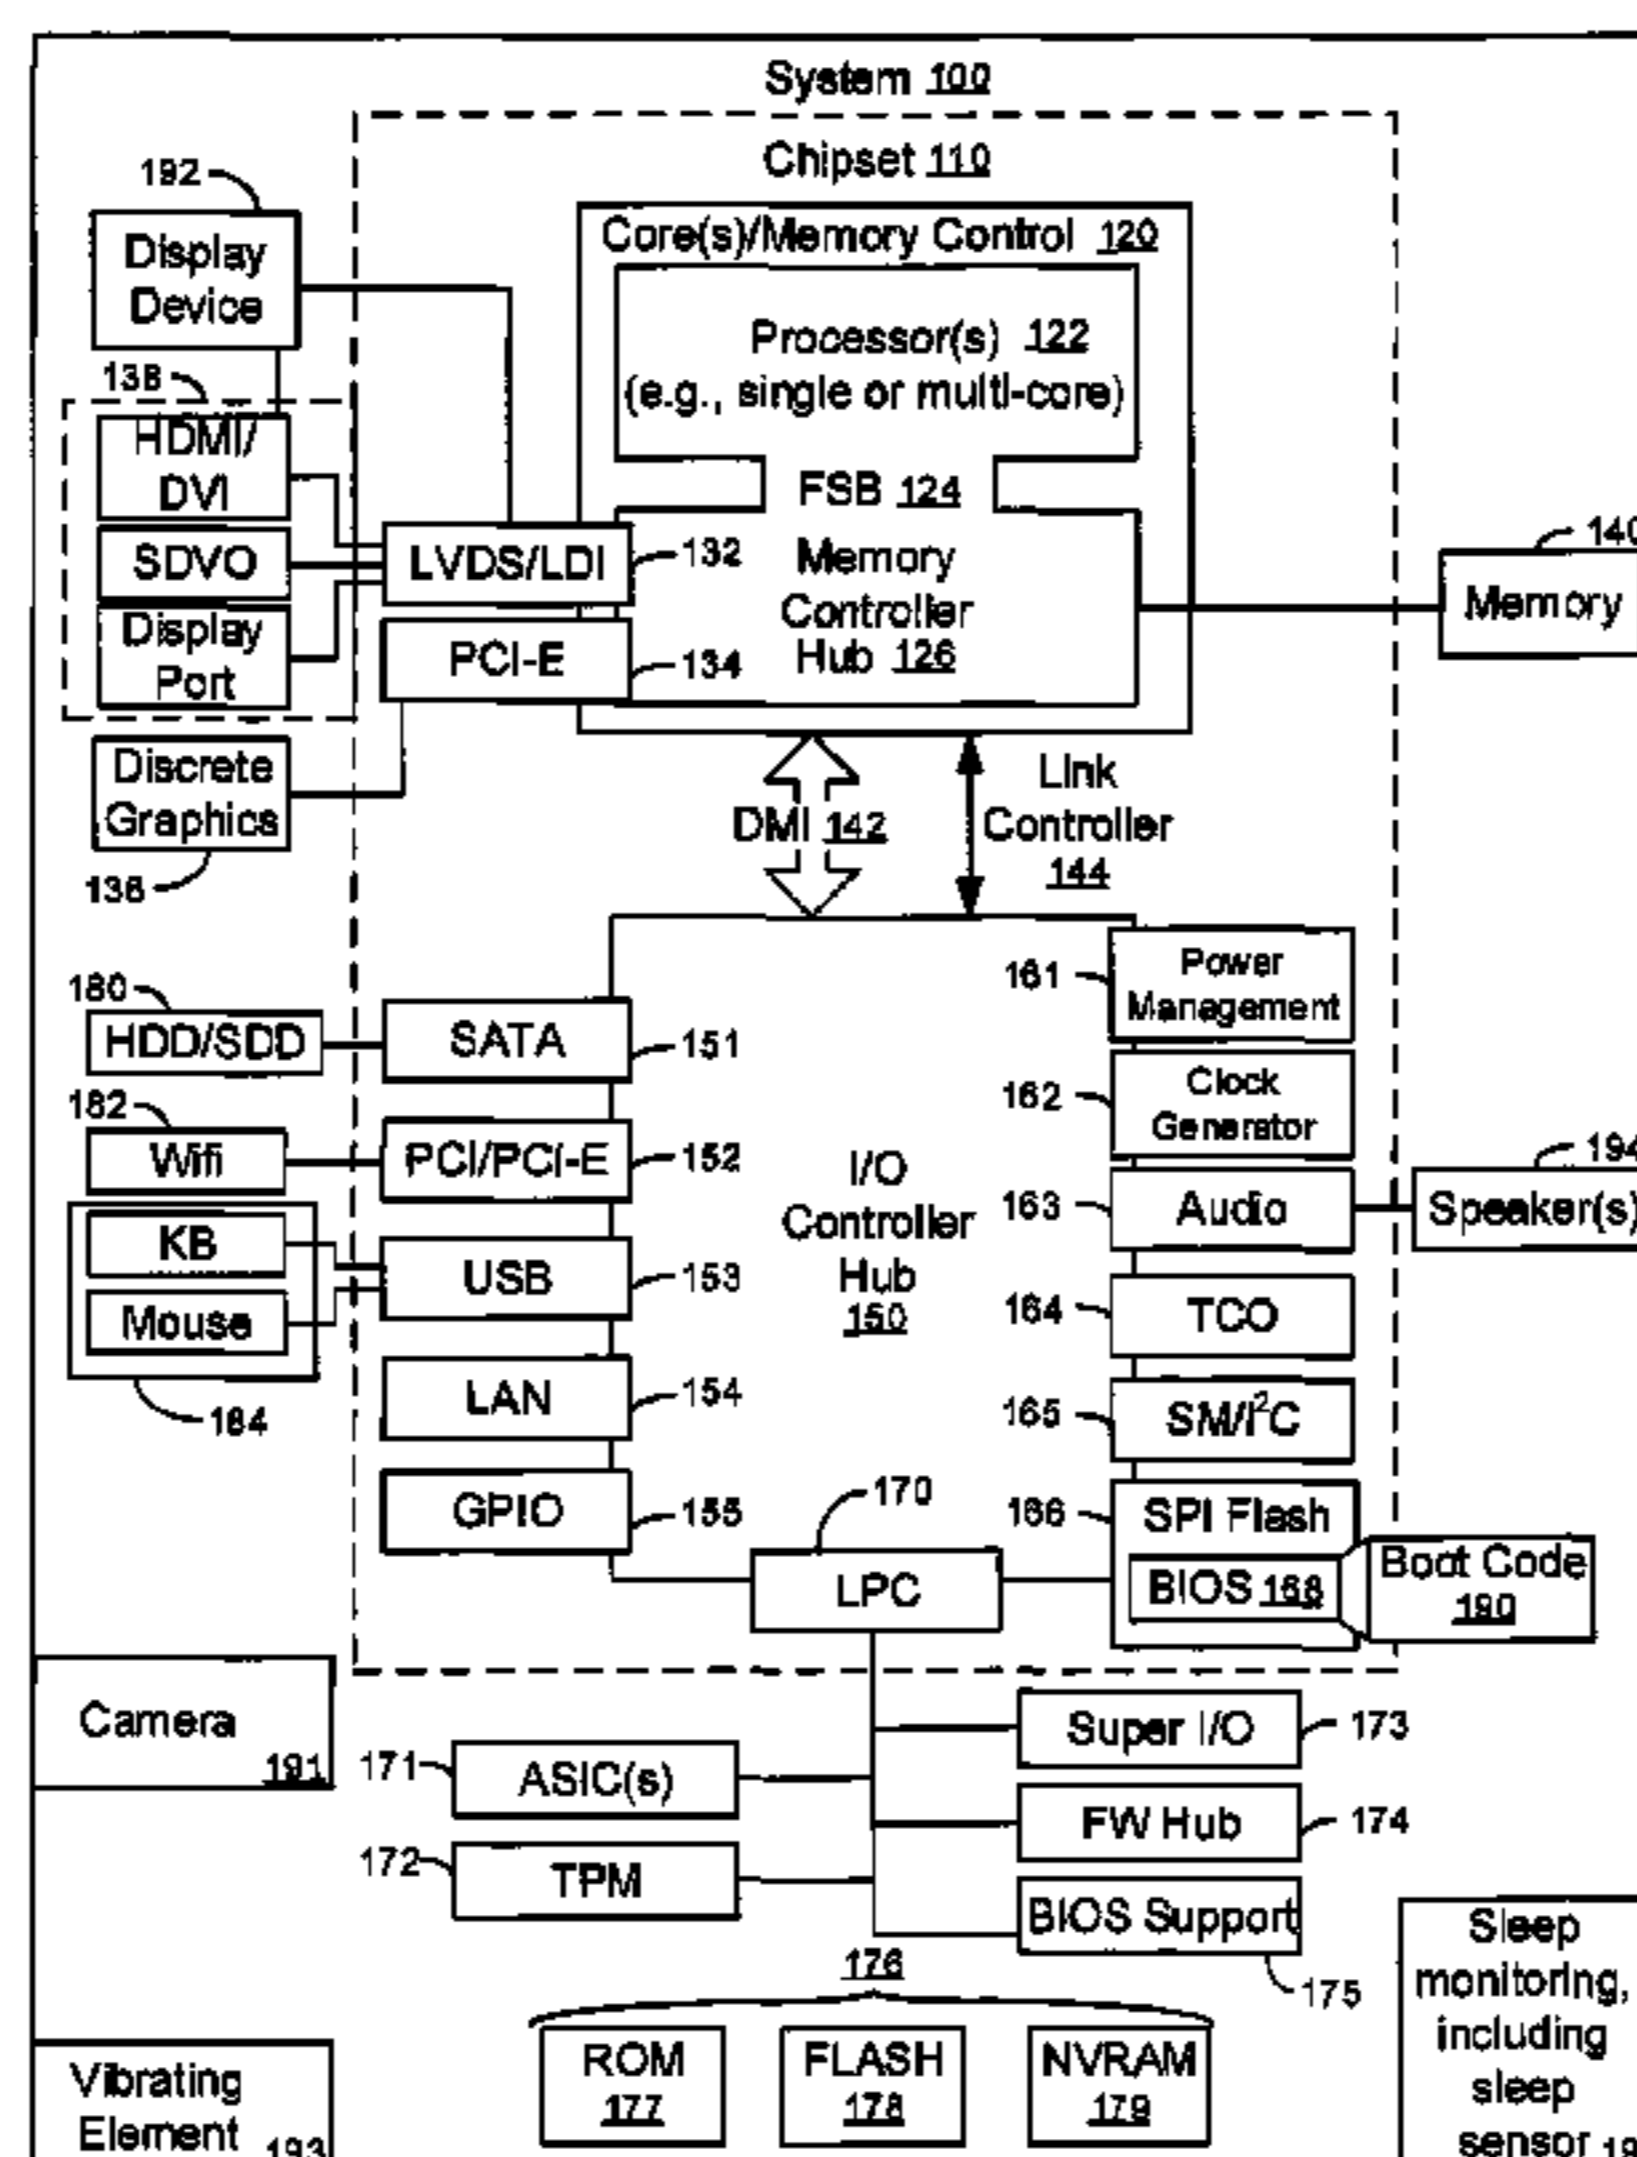 System 100
Chipset 110
192
Display
Device
Core(s)/Memory Control 120
Processor(s) 122
(e.g., single or multi-core)
FSB 124
Memory
Controller
Hub 126
138
HDMI/
DVI
SDVO
Display
Port
LVDS/LDI
132
PCI-E
134
140
Memory
Discrete
Graphics
136
DMI 142
Link
Controller
144
180
HDD/SDD
SATA
151
182
Wifi
PCI/PCI-E
152
KB
Mouse
184
USB
153
LAN
154
GPIO
155
I/O
Controller
Hub
150
161
Power
Management
162
Clock
Generator
163
Audio
194
Speaker(s)
164
TCO
165
SM/I²C
166
SPI Flash
BIOS 168
Boot Code
190
170
LPC
Camera
191
171
ASIC(s)
172
TPM
Super I/O
173
FW Hub
174
BIOS Support
175
176
ROM
177
FLASH
178
NVRAM
179
Vibrating
Element
193
Sleep
monitoring,
including
sleep
sensor